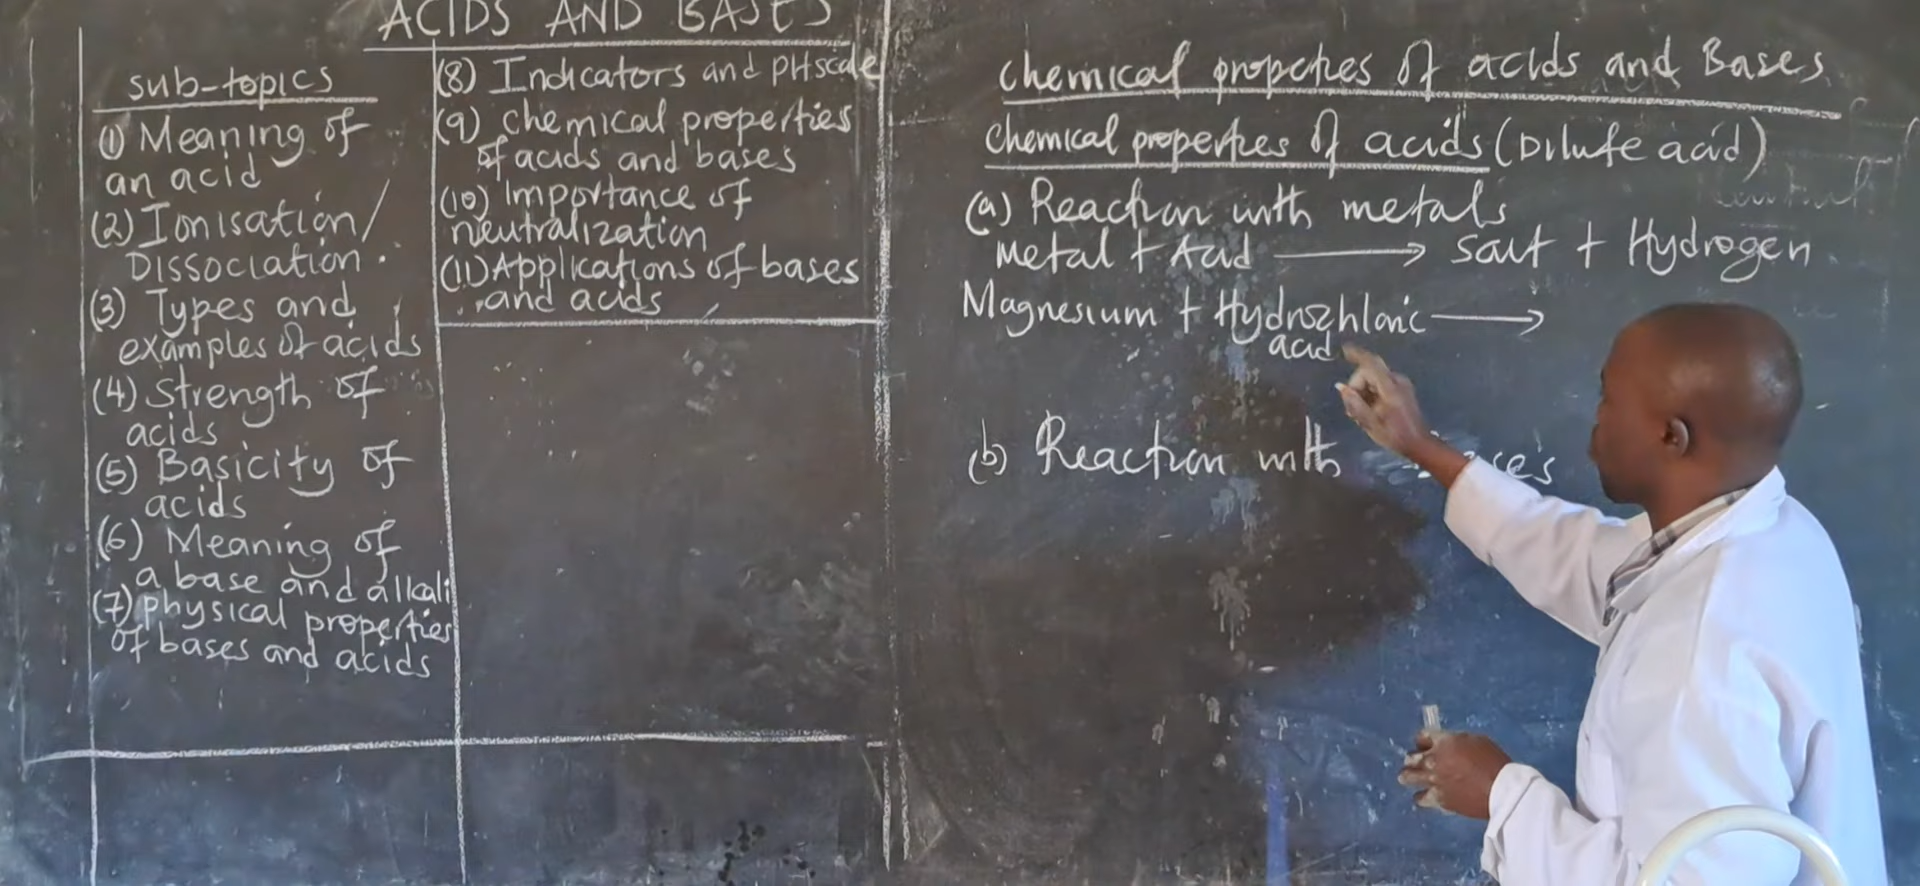 ACIDS AND BASES
sub-topics
(1) Meaning of
an acid
(2) Ionisation/
Dissociation.
(3) Types and
examples of acids
(4) Strength of
acids
(5) Basicity of
acids
(6) Meaning of
a base and alkali
(7) physical properties
of bases and acids
(8) Indicators and PH scale
(9) chemical properties
of acids and bases
(10) Importance of
neutralization
(11) Applications of bases
and acids
Chemical properties of acids and Bases
Chemical properties of acids (Dilute acid)
(a) Reaction with metals
Metal + Acid → Salt + Hydrogen
Magnesium + Hydrochloric →
acid
(b) Reaction with